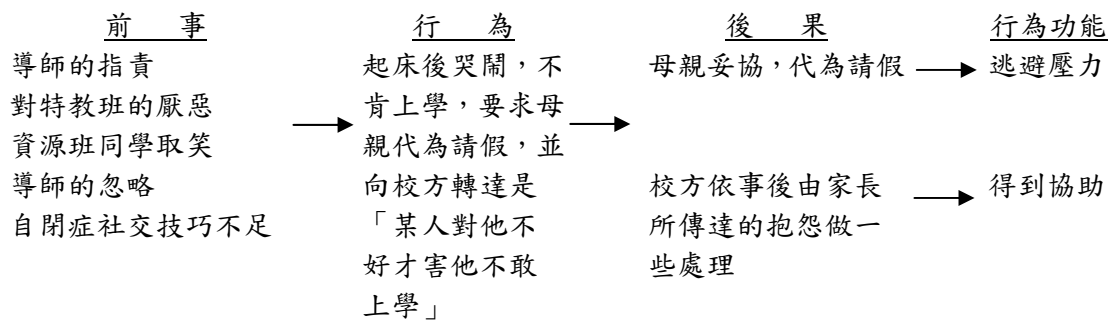 前　事
導師的指責
對特教班的厭惡
資源班同學取笑
導師的忽略
自閉症社交技巧不足
行　為
起床後哭鬧，不
肯上學，要求母
親代為請假，並
向校方轉達是
「某人對他不
好才害他不敢
上學」
後　果
母親妥協，代為請假
校方依事後由家長
所傳達的抱怨做一
些處理
行為功能
逃避壓力
得到協助